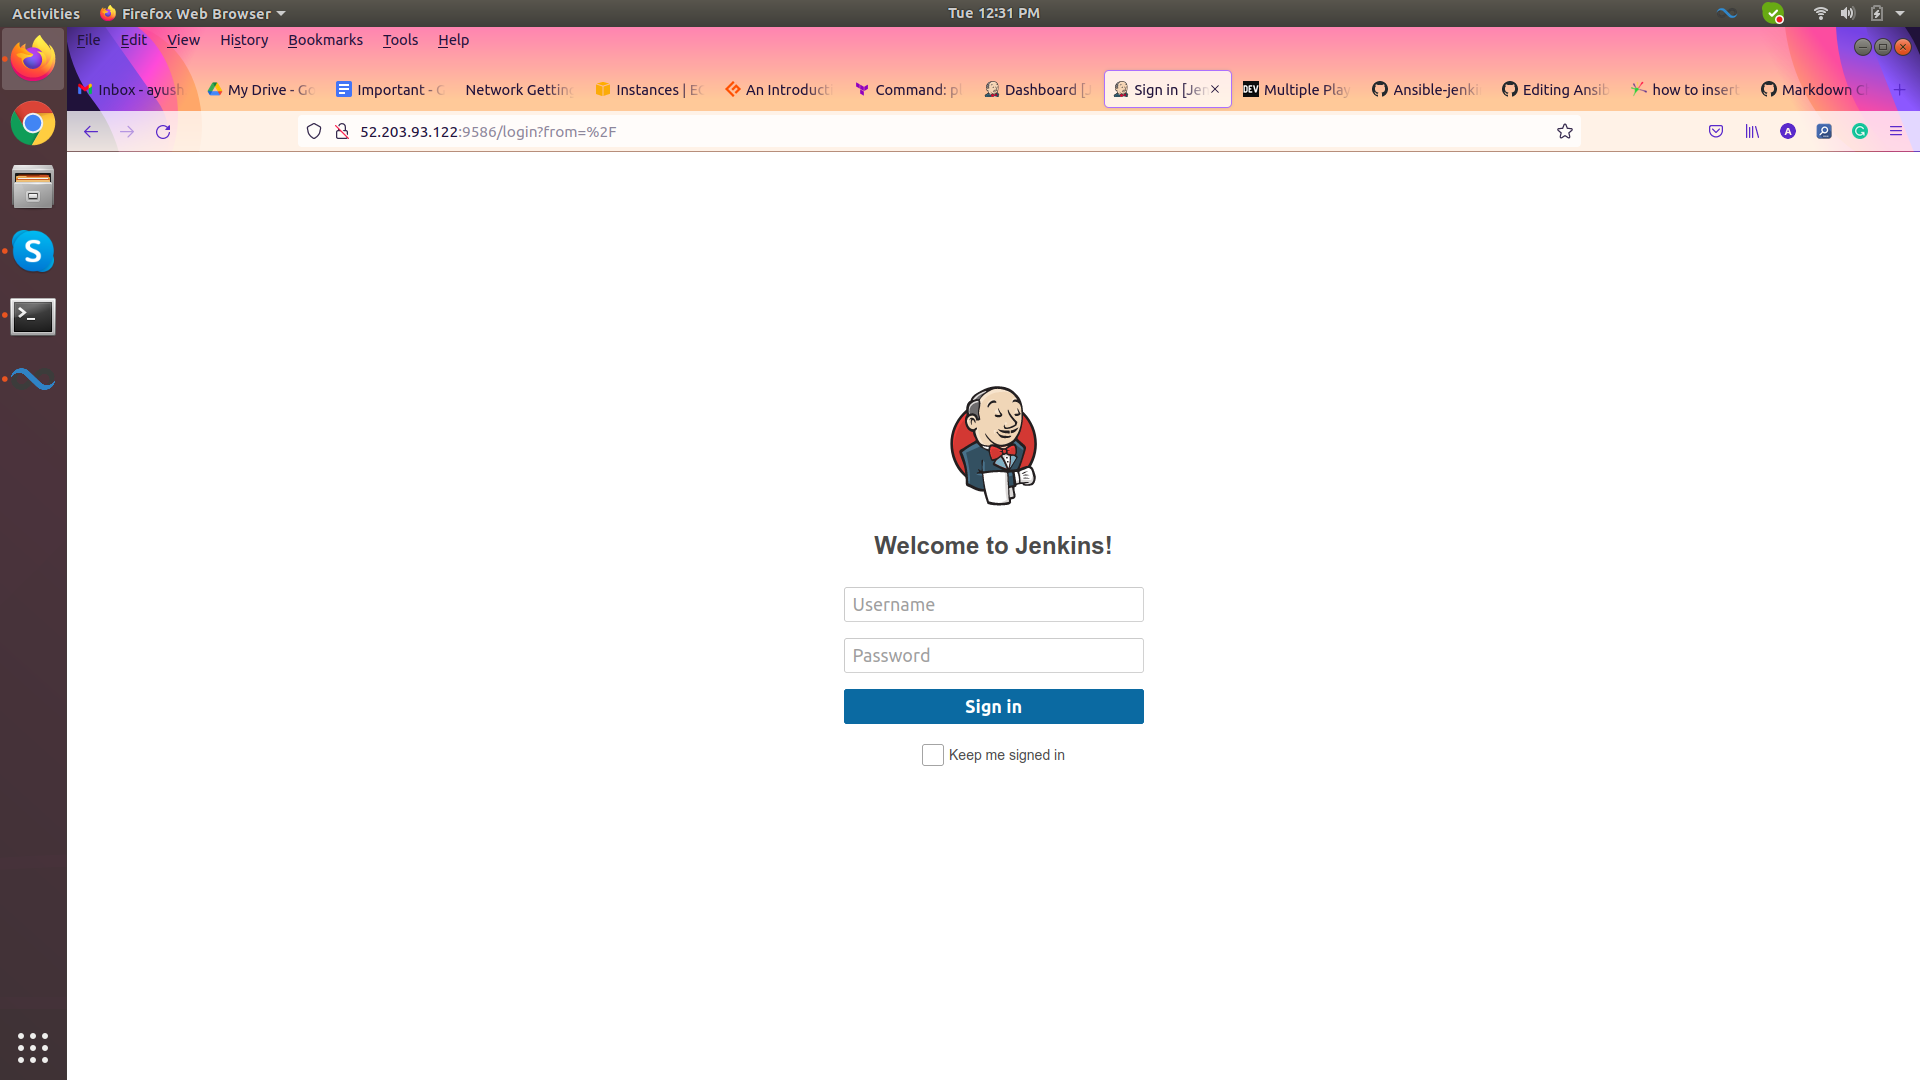 Activities Firefox Web Browser Tue 12:31 PM
File Edit View History Bookmarks Tools Help
Inbox - ayush My Drive - Go Important - G Network Getting Instances | EC An Introducti Command: pl Dashboard [J Sign in [Jen DEV Multiple Play Ansible-jenki Editing Ansib how to insert Markdown C
52.203.93.122:9586/login?from=%2F
A
S
Welcome to Jenkins!
Username
Password
Sign in
Keep me signed in